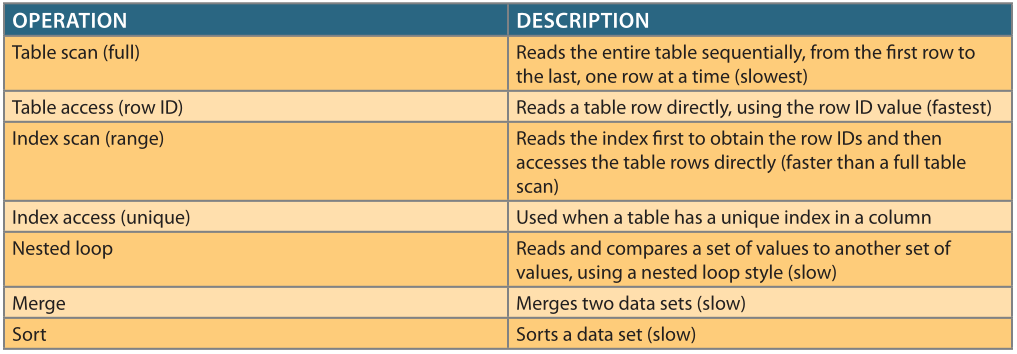 OPERATION DESCRIPTION
Table scan (full) Reads the entire table sequentially, from the first row to
the last, one row at a time (slowest)
Table access (row ID) Reads a table row directly, using the row ID value (fastest)
Index scan (range) Reads the index first to obtain the row IDs and then
accesses the table rows directly (faster than a full table
scan)
Index access (unique) Used when a table has a unique index in a column
Nested loop Reads and compares a set of values to another set of
values, using a nested loop style (slow)
Merge Merges two data sets (slow)
Sort Sorts a data set (slow)